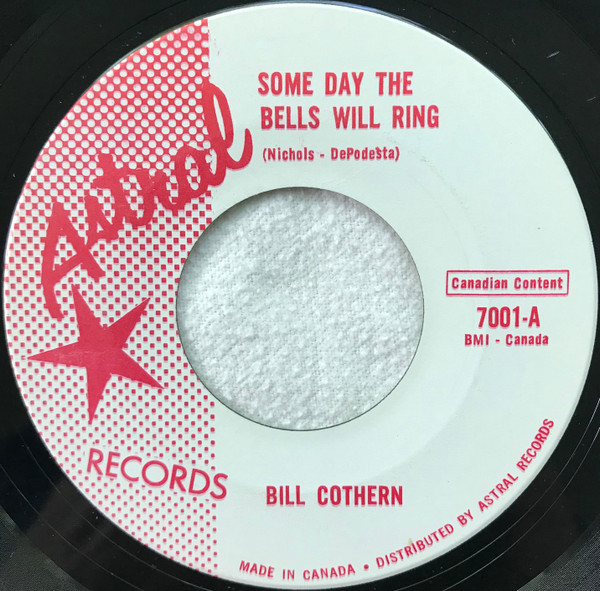 SOME DAY THE
BELLS WILL RING
(Nichols - DePodesta)
Astral
RECORDS
Canadian Content
7001-A
BMI - Canada
BILL COTHERN
MADE IN CANADA • DISTRIBUTED BY ASTRAL RECORDS